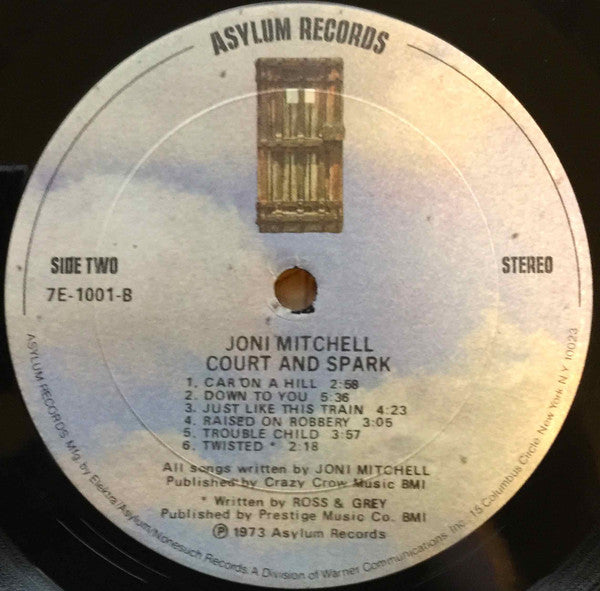 ASYLUM RECORDS
SIDE TWO
STEREO
7E-1001-B
JONI MITCHELL
COURT AND SPARK
1. CAR ON A HILL 2:58
2. DOWN TO YOU 5:36
3. JUST LIKE THIS TRAIN 4:23
4. RAISED ON ROBBERY 3:05
5. TROUBLE CHILD 3:57
6. TWISTED * 2:18
All songs written by JONI MITCHELL
Published by Crazy Crow Music BMI
* Written by ROSS & GREY
Published by Prestige Music Co. BMI
℗ 1973 Asylum Records
ASYLUM RECORDS. Mfg. by Elektra/Asylum/Nonesuch Records. A Division of Warner Communications, Inc. 15 Columbus Circle, New York, N.Y. 10023